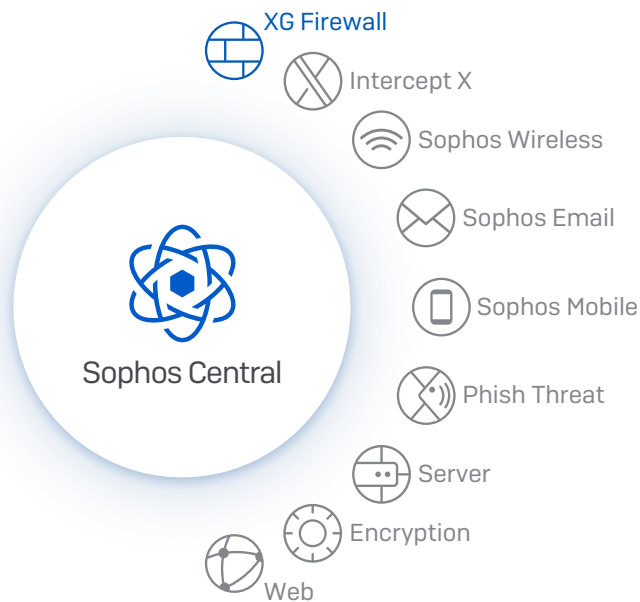 XG Firewall
Intercept X
Sophos Wireless
Sophos Email
Sophos Mobile
Sophos Central
Phish Threat
Server
Encryption
Web